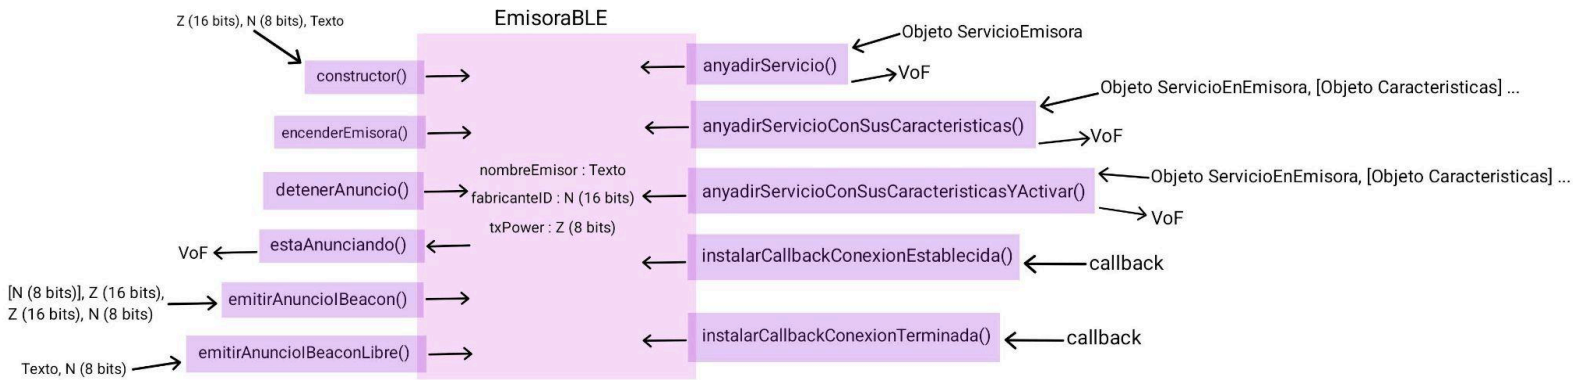 EmisoraBLE
Z (16 bits), N (8 bits), Texto
constructor()
encenderEmisora()
detenerAnuncio()
estaAnunciando()
VoF
emitirAnuncioIBeacon()
[N (8 bits)], Z (16 bits),
Z (16 bits), N (8 bits)
emitirAnuncioIBeaconLibre()
Texto, N (8 bits)
nombreEmisor : Texto
fabricanteID : N (16 bits)
txPower : Z (8 bits)
anyadirServicio()
Objeto ServicioEmisora
VoF
anyadirServicioConSusCaracteristicas()
Objeto ServicioEnEmisora, [Objeto Caracteristicas] ...
VoF
anyadirServicioConSusCaracteristicasYActivar()
Objeto ServicioEnEmisora, [Objeto Caracteristicas] ...
VoF
instalarCallbackConexionEstablecida()
callback
instalarCallbackConexionTerminada()
callback